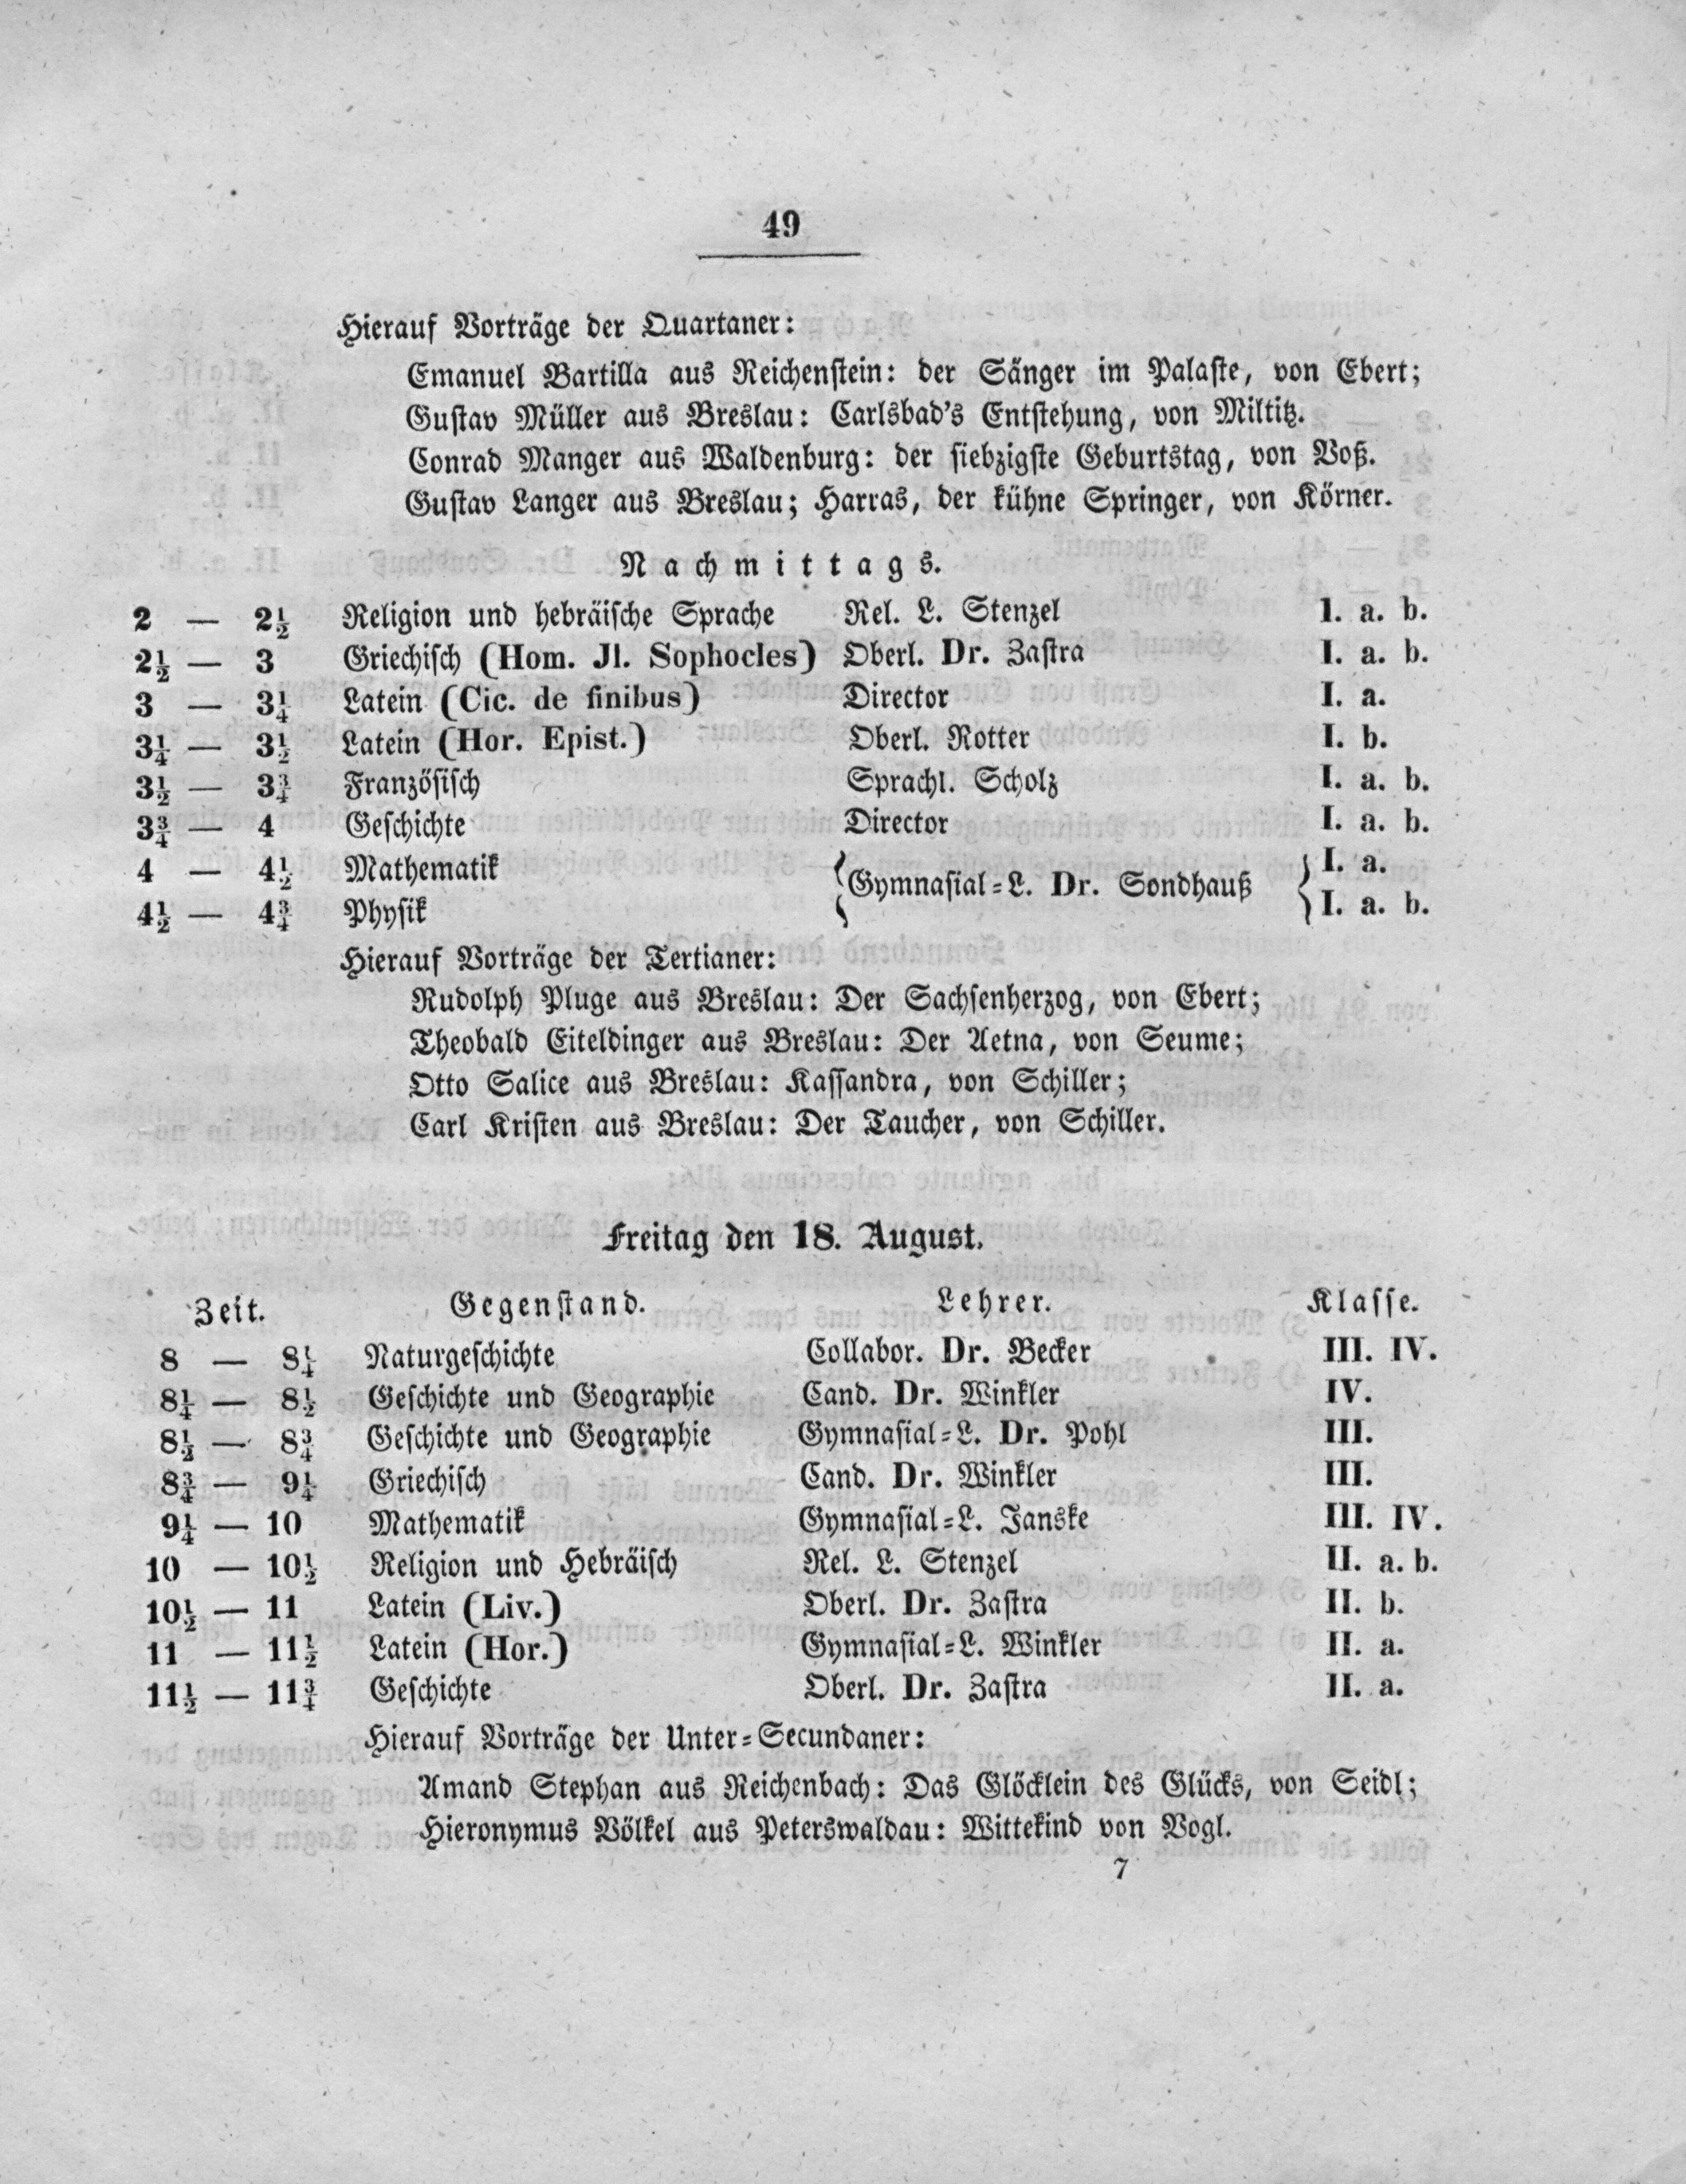 49
Hierauf Vorträge der Quartaner:
Emanuel Bartilla aus Reichenstein: der Sänger im Palaste, von Ebert;
Gustav Müller aus Breslau: Carlsbad's Entstehung, von Miltitz.
Conrad Manger aus Waldenburg: der siebzigste Geburtstag, von Voß.
Gustav Langer aus Breslau; Harras, der kühne Springer, von Körner.
Nachmittags.
2 — 2½ Religion und hebräische Sprache Rel. L. Stenzel I. a. b.
2½ — 3 Griechisch (Hom. Jl. Sophocles) Oberl. Dr. Zastra I. a. b.
3 — 3¼ Latein (Cic. de finibus) Director I. a.
3¼ — 3½ Latein (Hor. Epist.) Oberl. Rotter I. b.
3½ — 3¾ Französisch Sprachl. Scholz I. a. b.
3¾ — 4 Geschichte Director I. a. b.
4 — 4½ Mathematik Gymnasial-L. Dr. Sondhauß I. a.
4½ — 4¾ Physik I. a. b.
Hierauf Vorträge der Tertianer:
Rudolph Pluge aus Breslau: Der Sachsenherzog, von Ebert;
Theobald Eiteldinger aus Breslau: Der Aetna, von Seume;
Otto Salice aus Breslau: Kassandra, von Schiller;
Carl Kristen aus Breslau: Der Taucher, von Schiller.
Freitag den 18. August.
Zeit. Gegenstand. Lehrer. Klasse.
8 — 8¼ Naturgeschichte Collabor. Dr. Becker III. IV.
8¼ — 8½ Geschichte und Geographie Cand. Dr. Winkler IV.
8½ — 8¾ Geschichte und Geographie Gymnasial-L. Dr. Pohl III.
8¾ — 9¼ Griechisch Cand. Dr. Winkler III.
9¼ — 10 Mathematik Gymnasial-L. Janske III. IV.
10 — 10½ Religion und Hebräisch Rel. L. Stenzel II. a. b.
10½ — 11 Latein (Liv.) Oberl. Dr. Zastra II. b.
11 — 11½ Latein (Hor.) Gymnasial-L. Winkler II. a.
11½ — 11¾ Geschichte Oberl. Dr. Zastra II. a.
Hierauf Vorträge der Unter-Secundaner:
Amand Stephan aus Reichenbach: Das Glöcklein des Glücks, von Seidl;
Hieronymus Völkel aus Peterswaldau: Wittekind von Vogl.
7